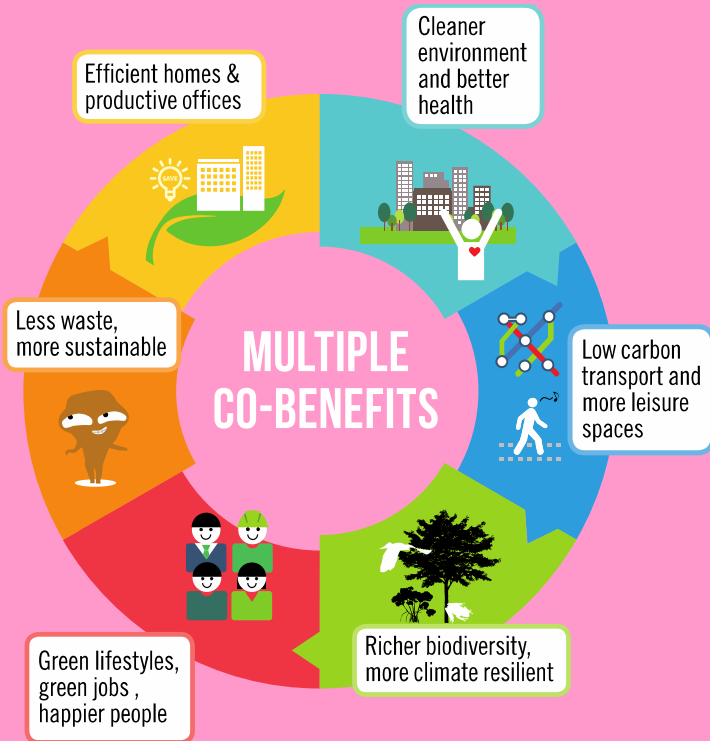 Cleaner
environment
and better
health
Efficient homes &
productive offices
SAVE
Less waste,
more sustainable
MULTIPLE
CO-BENEFITS
Low carbon
transport and
more leisure
spaces
Richer biodiversity,
more climate resilient
Green lifestyles,
green jobs ,
happier people